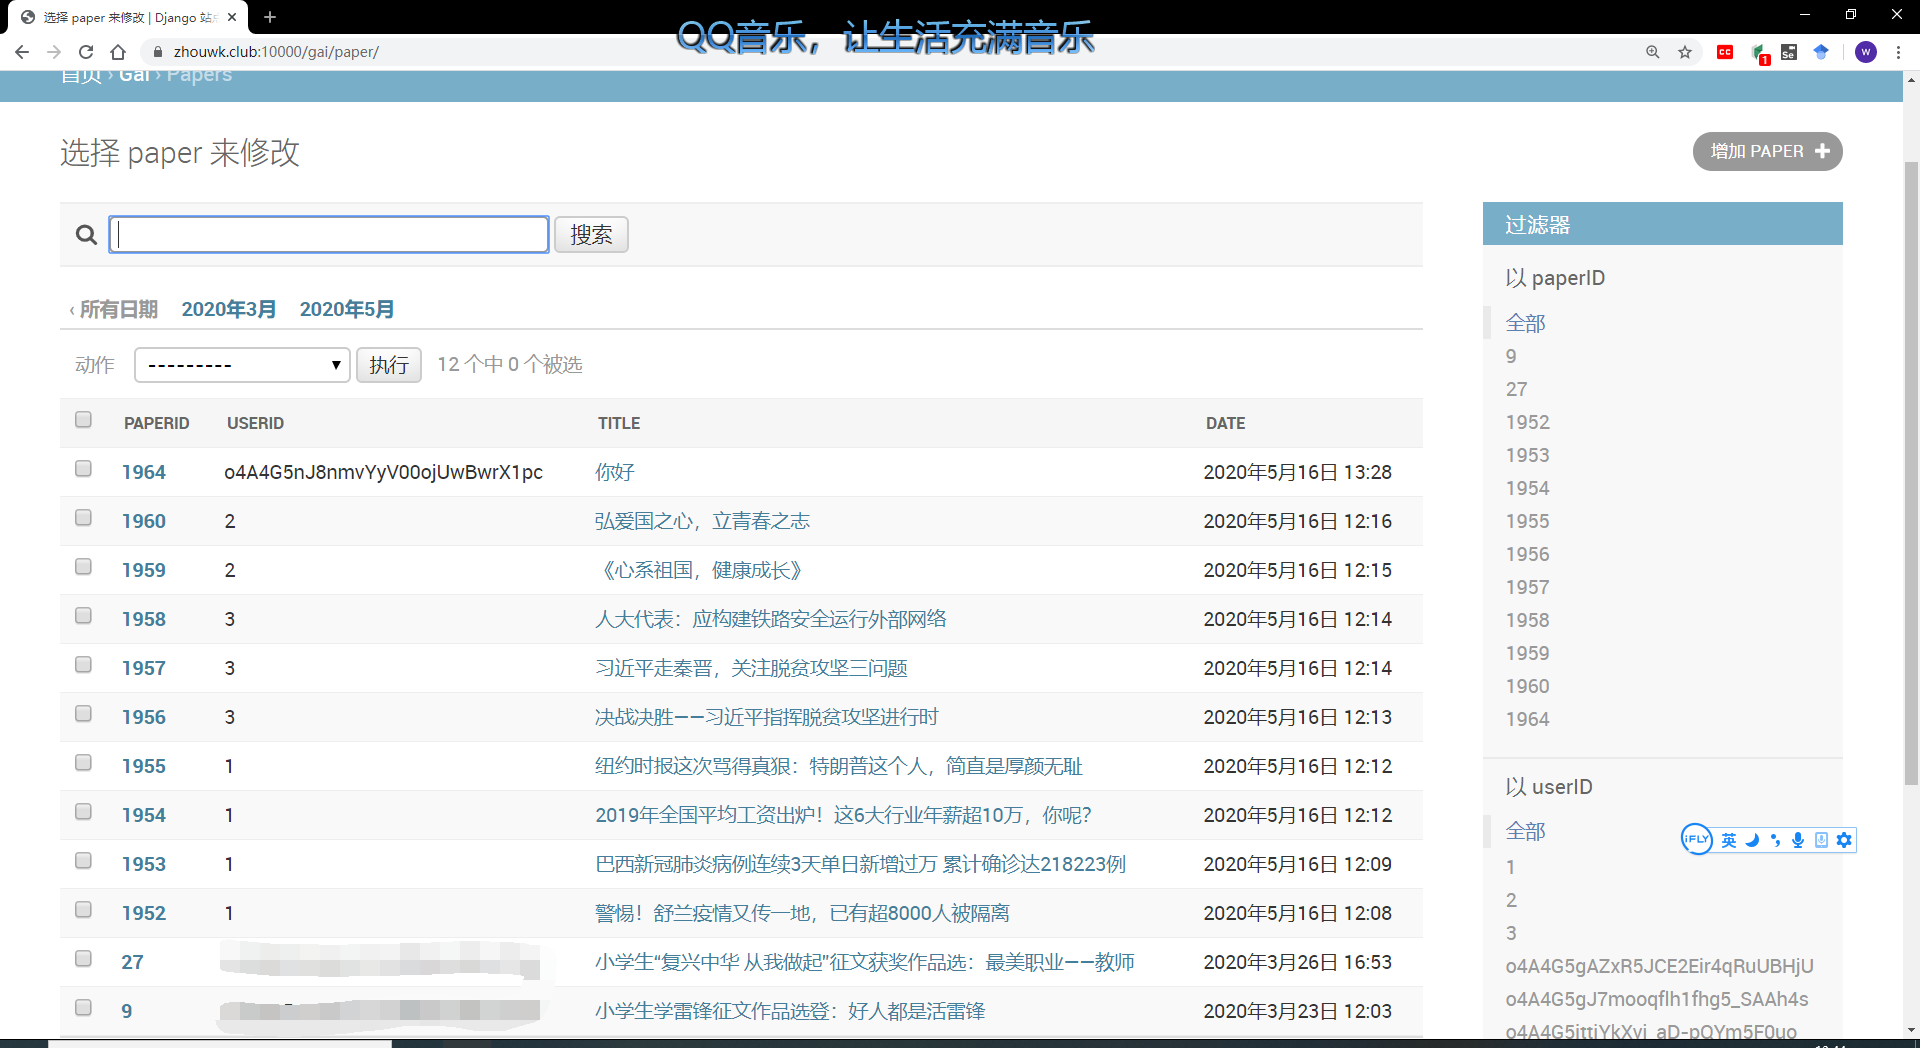 选择 paper 来修改 | Django 站点
zhouwk.club:10000/gai/paper/
QQ音乐，让生活充满音乐
首页 › Gai › Papers
选择 paper 来修改
增加 PAPER
搜索
‹ 所有日期 2020年3月 2020年5月
动作 --------- 执行 12 个中 0 个被选
PAPERID USERID TITLE DATE
1964 o4A4G5nJ8nmvYyV00ojUwBwrX1pc 你好 2020年5月16日 13:28
1960 2 弘爱国之心，立青春之志 2020年5月16日 12:16
1959 2 《心系祖国，健康成长》 2020年5月16日 12:15
1958 3 人大代表：应构建铁路安全运行外部网络 2020年5月16日 12:14
1957 3 习近平走秦晋，关注脱贫攻坚三问题 2020年5月16日 12:14
1956 3 决战决胜——习近平指挥脱贫攻坚进行时 2020年5月16日 12:13
1955 1 纽约时报这次骂得真狠：特朗普这个人，简直是厚颜无耻 2020年5月16日 12:12
1954 1 2019年全国平均工资出炉！这6大行业年薪超10万，你呢？ 2020年5月16日 12:12
1953 1 巴西新冠肺炎病例连续3天单日新增过万 累计确诊达218223例 2020年5月16日 12:09
1952 1 警惕！舒兰疫情又传一地，已有超8000人被隔离 2020年5月16日 12:08
27 小学生“复兴中华 从我做起”征文获奖作品选：最美职业——教师 2020年3月26日 16:53
9 小学生学雷锋征文作品选登：好人都是活雷锋 2020年3月23日 12:03
过滤器
以 paperID
全部
9
27
1952
1953
1954
1955
1956
1957
1958
1959
1960
1964
以 userID
全部
1
2
3
o4A4G5gAZxR5JCE2Eir4qRuUBHjU
o4A4G5gJ7mooqflh1fhg5_SAAh4s
o4A4G5ittiYkXvj_aD-pQYm5F0uo
iFLY 英
CC
1
Se
W